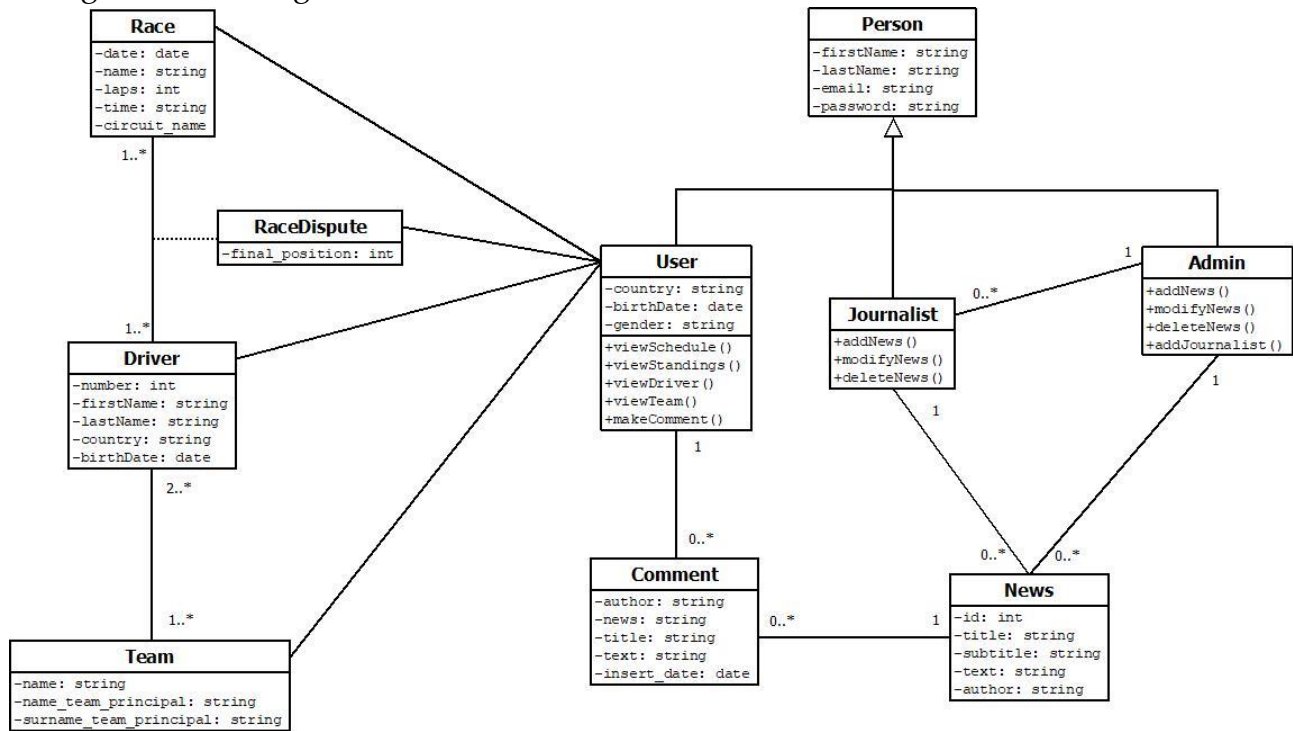 Race
-date: date
-name: string
-laps: int
-time: string
-circuit_name
1..*
RaceDispute
-final_position: int
1..*
Driver
-number: int
-firstName: string
-lastName: string
-country: string
-birthDate: date
2..*
1..*
Team
-name: string
-name_team_principal: string
-surname_team_principal: string
Person
-firstName: string
-lastName: string
-email: string
-password: string
User
-country: string
-birthDate: date
-gender: string
+viewSchedule()
+viewStandings()
+viewDriver()
+viewTeam()
+makeComment()
1
0..*
Comment
-author: string
-news: string
-title: string
-text: string
-insert_date: date
0..*
1
Journalist
+addNews()
+modifyNews()
+deleteNews()
0..*
1
Admin
+addNews()
+modifyNews()
+deleteNews()
+addJournalist()
1
1
0..*
0..*
News
-id: int
-title: string
-subtitle: string
-text: string
-author: string